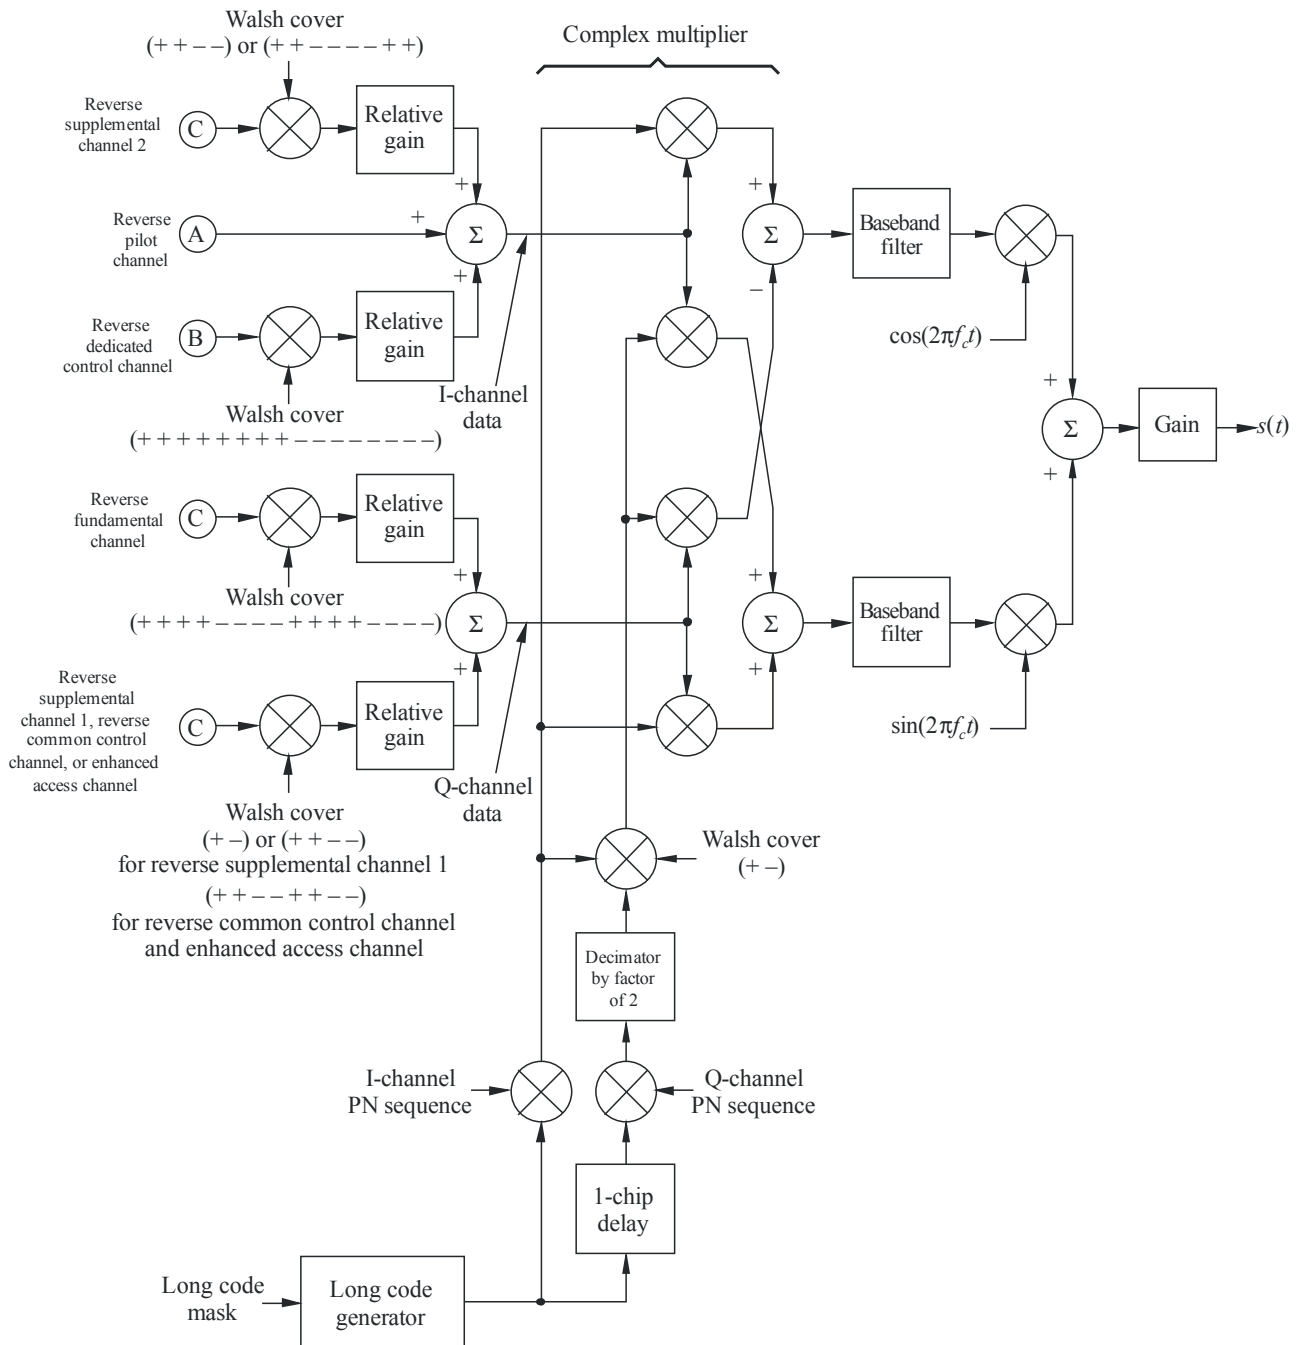 Walsh cover
(+ + – –) or (+ + – – – – + +)
Complex multiplier
Reverse
supplemental
channel 2
C
Relative
gain
+
+
Reverse
pilot
channel
A
+
Σ
Σ
Baseband
filter
+
–
Reverse
dedicated
control channel
B
Relative
gain
cos(2πf_ct)
I-channel
data
Walsh cover
(+ + + + + + + + – – – – – – – –)
+
Σ
Gain
s(t)
+
Reverse
fundamental
channel
C
Relative
gain
+
+
Walsh cover
(+ + + + – – – – + + + + – – – –)
Σ
Σ
Baseband
filter
+
+
Reverse
supplemental
channel 1, reverse
common control
channel, or enhanced
access channel
C
Relative
gain
sin(2πf_ct)
Q-channel
data
Walsh cover
(+ –) or (+ + – –)
for reverse supplemental channel 1
(+ + – – + + – –)
for reverse common control channel
and enhanced access channel
Walsh cover
(+ –)
Decimator
by factor
of 2
I-channel
PN sequence
Q-channel
PN sequence
1-chip
delay
Long code
mask
Long code
generator